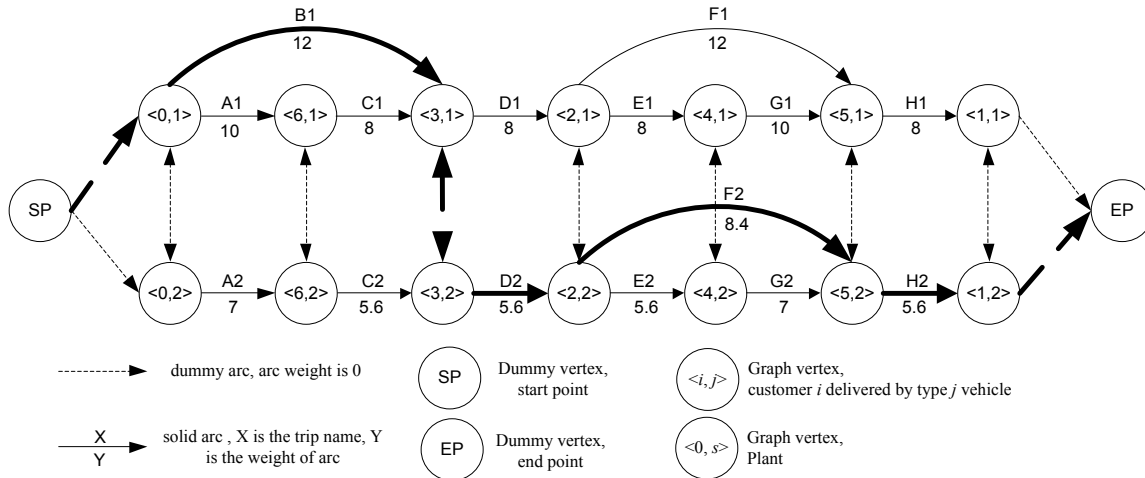 B1
12
F1
12
<0,1>
A1
10
<6,1>
C1
8
<3,1>
D1
8
<2,1>
E1
8
<4,1>
G1
10
<5,1>
H1
8
<1,1>
SP
EP
F2
8.4
<0,2>
A2
7
<6,2>
C2
5.6
<3,2>
D2
5.6
<2,2>
E2
5.6
<4,2>
G2
7
<5,2>
H2
5.6
<1,2>
dummy arc, arc weight is 0
SP
Dummy vertex,
start point
<i, j>
Graph vertex,
customer i delivered by type j vehicle
X
Y
solid arc , X is the trip name, Y
is the weight of arc
EP
Dummy vertex,
end point
<0, s>
Graph vertex,
Plant